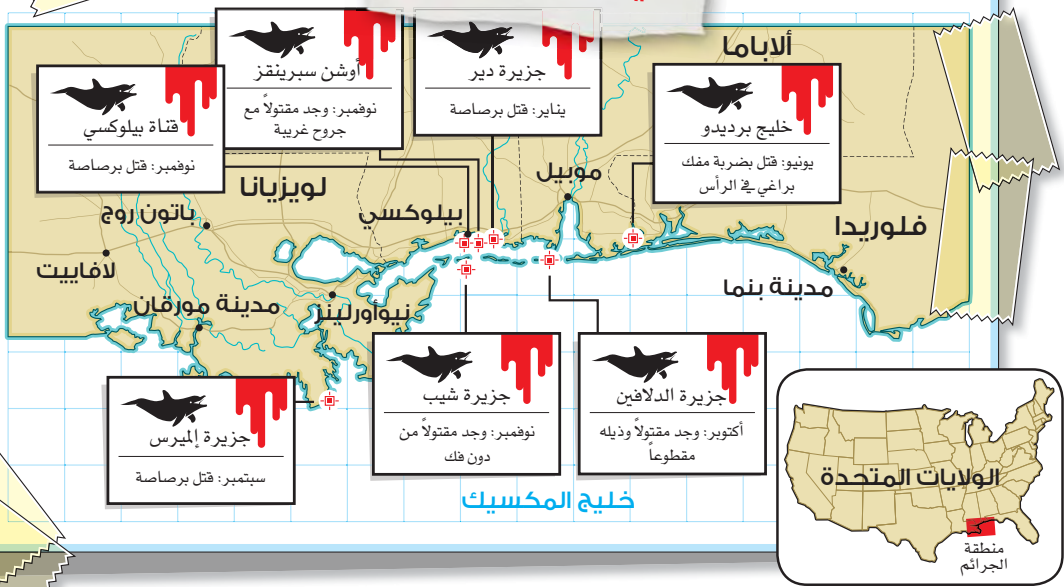 ألاباما
أوشن سبرينقز
نوفمبر: وجد مقتولاً مع
جروح غريبة
جزيرة دير
يناير: قتل برصاصة
قناة بيلوكسي
نوفمبر: قتل برصاصة
خليج برديدو
يونيو: قتل بضربة مفك
براغي في الرأس
موبيل
لويزيانا
بيلوكسي
باتون روج
فلوريدا
لافاييت
مدينة بنما
مدينة مورقان
نيوأورلينز
جزيرة الدلافين
أكتوبر: وجد مقتولاً وذيله
مقطوعاً
جزيرة شيب
نوفمبر: وجد مقتولاً من
دون فك
جزيرة إلميرس
سبتمبر: قتل برصاصة
خليج المكسيك
الولايات المتحدة
منطقة
الجرائم